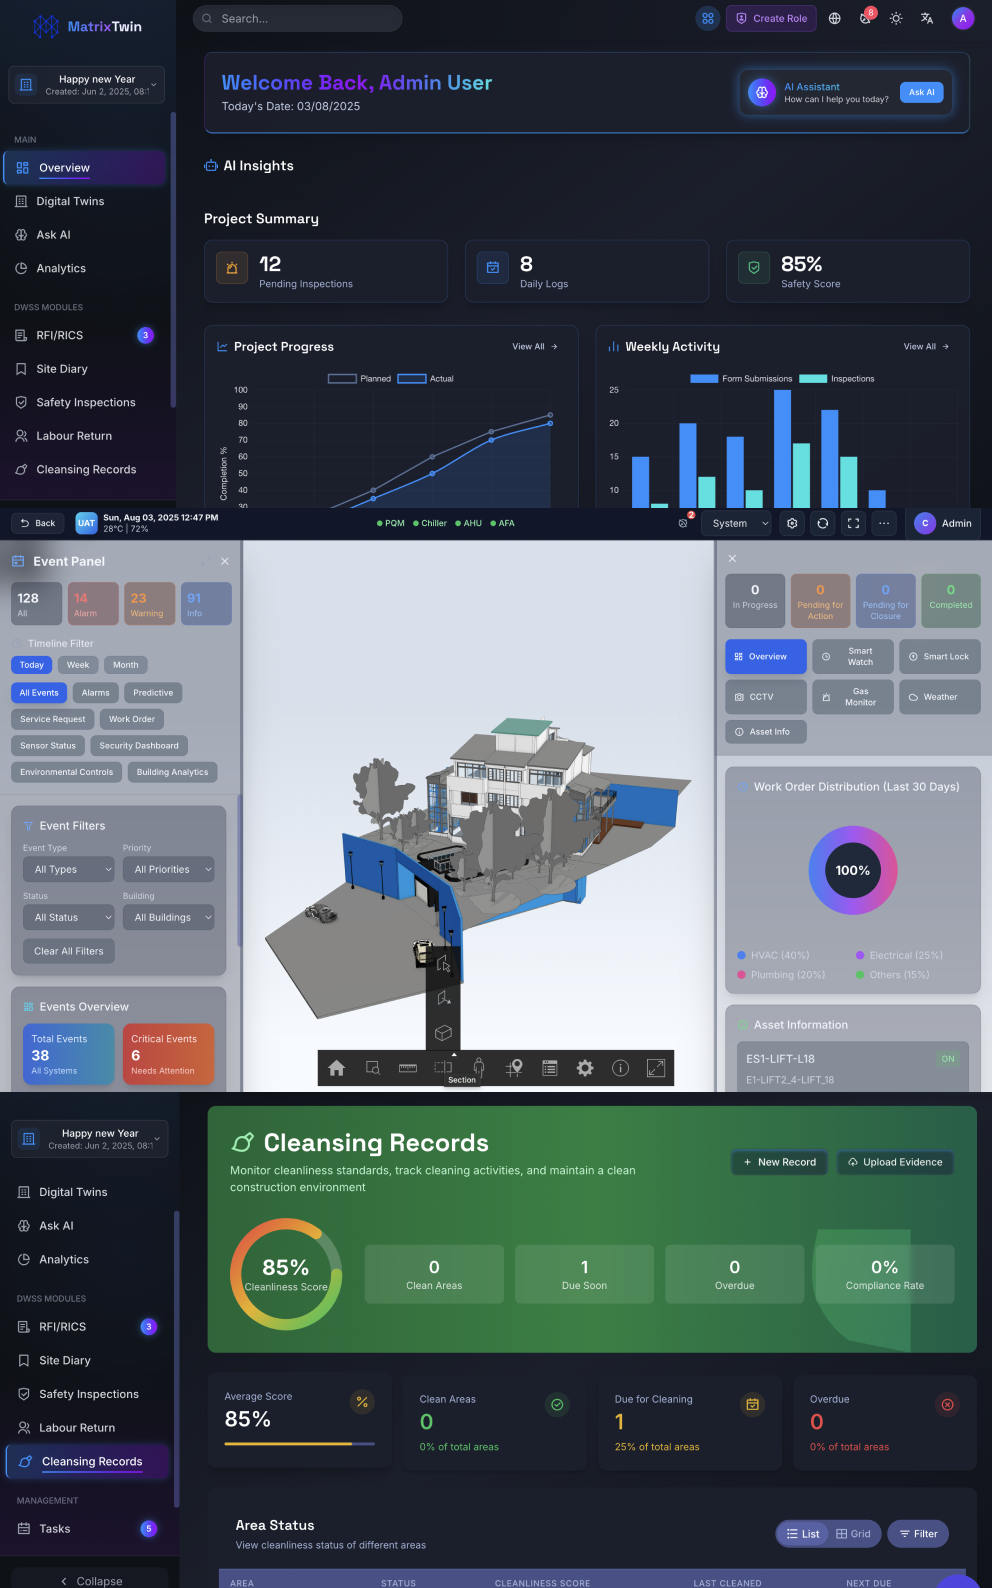 MatrixTwin
Search...
8
Create Role
A
Happy new Year
Created: Jun 2, 2025, 08:1
MAIN
Overview
Digital Twins
Ask AI
Analytics
DWSS MODULES
RFI/RICS
3
Site Diary
Safety Inspections
Labour Return
Cleansing Records
Welcome Back, Admin User
Today's Date: 03/08/2025
AI Assistant
How can I help you today?
Ask AI
AI Insights
Project Summary
12
Pending Inspections
8
Daily Logs
85%
Safety Score
Project Progress
View All
Planned
Actual
100
90
80
70
60
50
40
30
Completion %
Weekly Activity
View All
Form Submissions
Inspections
25
20
15
10
Back
UAT
Sun, Aug 03, 2025 12:47 PM
28°C | 72%
PQM
Chiller
AHU
AFA
2
System
C
Admin
Event Panel
128
All
14
Alarm
23
Warning
91
Info
Timeline Filter
Today
Week
Month
All Events
Alarms
Predictive
Service Request
Work Order
Sensor Status
Security Dashboard
Environmental Controls
Building Analytics
Event Filters
Event Type
Priority
All Types
All Priorities
Status
Building
All Status
All Buildings
Clear All Filters
Events Overview
Total Events
38
All Systems
Critical Events
6
Needs Attention
Section
0
In Progress
0
Pending for
Action
0
Pending for
Closure
0
Completed
Overview
Smart
Watch
Smart Lock
CCTV
Gas
Monitor
Weather
Asset Info
Work Order Distribution (Last 30 Days)
100%
HVAC (40%)
Electrical (25%)
Plumbing (20%)
Others (15%)
Asset Information
ES1-LIFT-L18
ON
E1-LIFT2_4-LIFT_18
Happy new Year
Created: Jun 2, 2025, 08:1
Digital Twins
Ask AI
Analytics
DWSS MODULES
RFI/RICS
3
Site Diary
Safety Inspections
Labour Return
Cleansing Records
MANAGEMENT
Tasks
5
Collapse
Cleansing Records
Monitor cleanliness standards, track cleaning activities, and maintain a clean
construction environment
New Record
Upload Evidence
85%
Cleanliness Score
0
Clean Areas
1
Due Soon
0
Overdue
0%
Compliance Rate
Average Score
85%
Clean Areas
0
0% of total areas
Due for Cleaning
1
25% of total areas
Overdue
0
0% of total areas
Area Status
View cleanliness status of different areas
List
Grid
Filter
AREA
STATUS
CLEANLINESS SCORE
LAST CLEANED
NEXT DUE